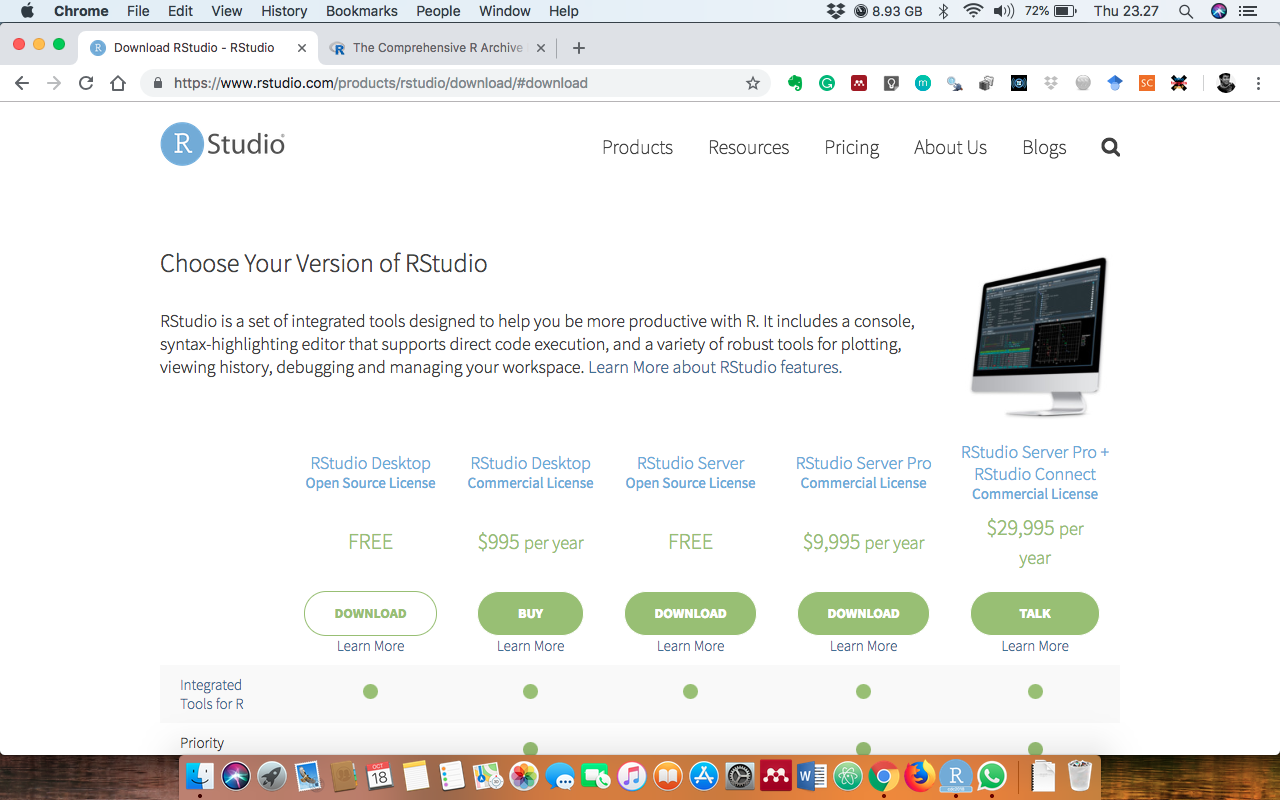 Chrome File Edit View History Bookmarks People Window Help 8.93 GB 72% Thu 23.27
Download RStudio - RStudio The Comprehensive R Archive
https://www.rstudio.com/products/rstudio/download/#download
R Studio Products Resources Pricing About Us Blogs
Choose Your Version of RStudio
RStudio is a set of integrated tools designed to help you be more productive with R. It includes a console,
syntax-highlighting editor that supports direct code execution, and a variety of robust tools for plotting,
viewing history, debugging and managing your workspace. Learn More about RStudio features.
RStudio Desktop
Open Source License
FREE
DOWNLOAD
Learn More
RStudio Desktop
Commercial License
$995 per year
BUY
Learn More
RStudio Server
Open Source License
FREE
DOWNLOAD
Learn More
RStudio Server Pro
Commercial License
$9,995 per year
DOWNLOAD
Learn More
RStudio Server Pro +
RStudio Connect
Commercial License
$29,995 per
year
TALK
Learn More
Integrated
Tools for R
Priority
OCT
18